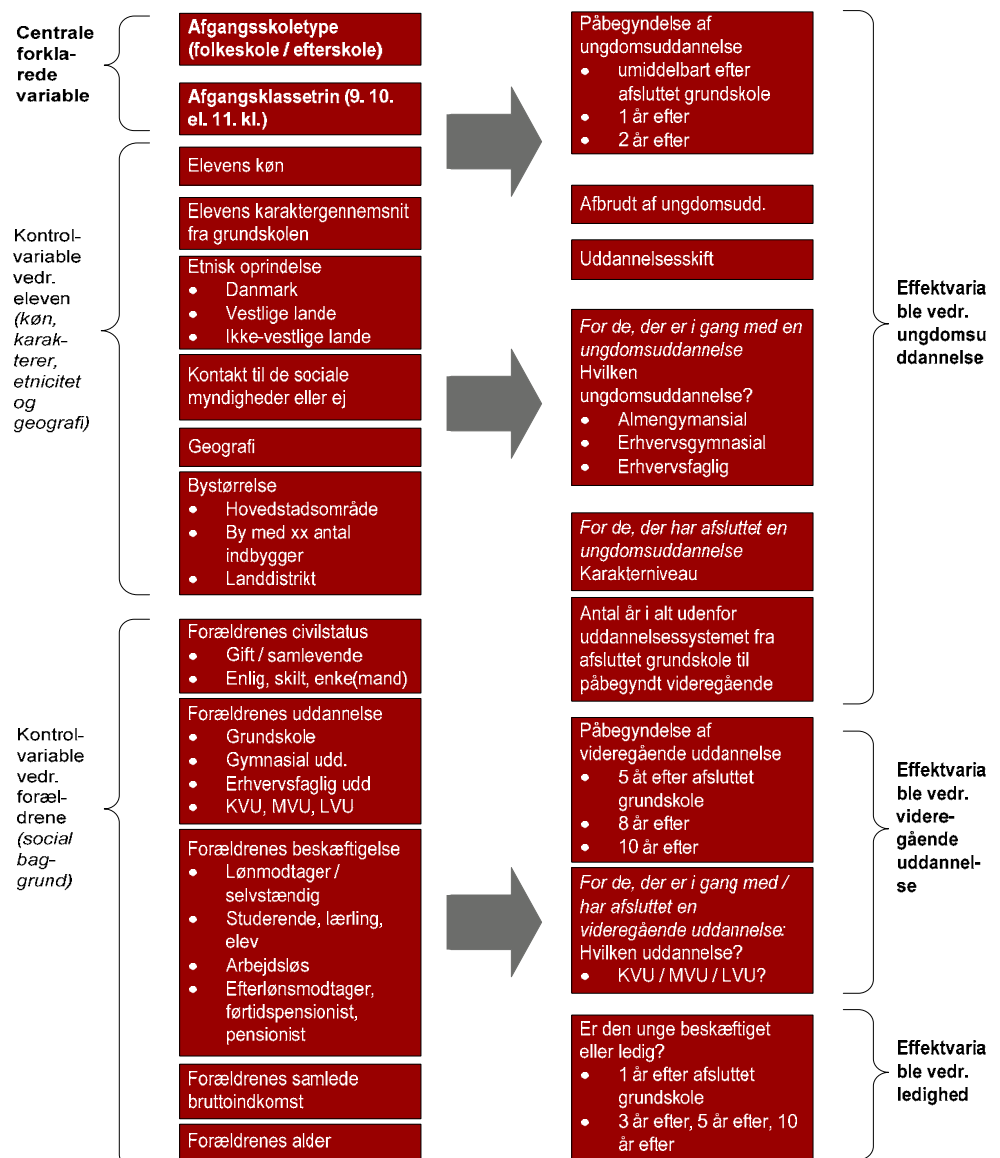 Centrale
forkla-
rede
variable
Afgangsskoletype
(folkeskole / efterskole)
Afgangsklassetrin (9. 10.
el. 11. kl.)
Kontrol-
variable
vedr.
eleven
(køn,
karak-
terer,
etnicitet
og
geografi)
Elevens køn
Elevens karaktergennemsnit
fra grundskolen
Etnisk oprindelse
• Danmark
• Vestlige lande
• Ikke-vestlige lande
Kontakt til de sociale
myndigheder eller ej
Geografi
Bystørrelse
• Hovedstadsområde
• By med xx antal
indbygger
• Landdistrikt
Kontrol-
variable
vedr.
foræl-
drene
(social
bag-
grund)
Forældrenes civilstatus
• Gift / samlevende
• Enlig, skilt, enke(mand)
Forældrenes uddannelse
• Grundskole
• Gymnasial udd.
• Erhvervsfaglig udd
• KVU, MVU, LVU
Forældrenes beskæftigelse
• Lønmodtager /
selvstændig
• Studerende, lærling,
elev
• Arbejdsløs
• Efterlønsmodtager,
førtidspensionist,
pensionist
Forældrenes samlede
bruttoindkomst
Forældrenes alder
Påbegyndelse af
ungdomsuddannelse
• umiddelbart efter
afsluttet grundskole
• 1 år efter
• 2 år efter
Afbrudt af ungdomsudd.
Uddannelsesskift
For de, der er i gang med en
ungdomsuddannelse
Hvilken
ungdomsuddannelse?
• Almengymansial
• Erhvervsgymnasial
• Erhvervsfaglig
For de, der har afsluttet en
ungdomsuddannelse
Karakterniveau
Antal år i alt udenfor
uddannelsessystemet fra
afsluttet grundskole til
påbegyndt videregående
Effektvaria
ble vedr.
ungdomsu
ddannelse
Påbegyndelse af
videregående uddannelse
• 5 åt efter afsluttet
grundskole
• 8 år efter
• 10 år efter
For de, der er i gang med /
har afsluttet en
videregående uddannelse:
Hvilken uddannelse?
• KVU / MVU / LVU?
Effektvaria
ble vedr.
videre-
gående
uddannel-
se
Er den unge beskæftiget
eller ledig?
• 1 år efter afsluttet
grundskole
• 3 år efter, 5 år efter, 10
år efter
Effektvaria
ble vedr.
ledighed